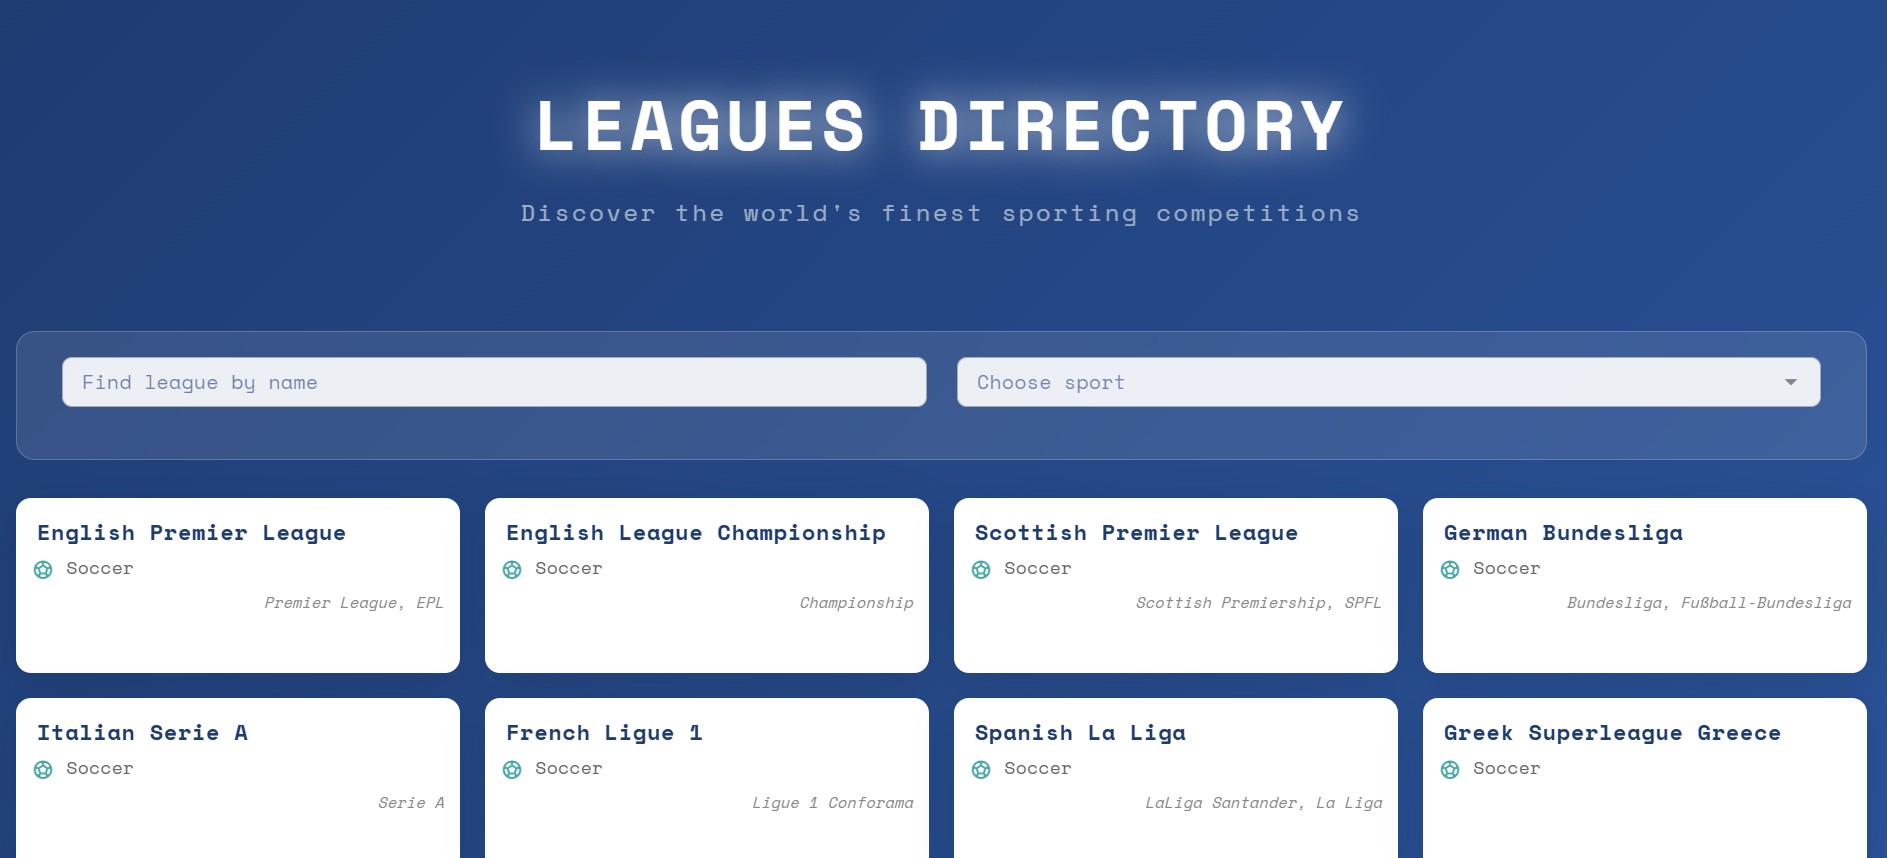 LEAGUES DIRECTORY
Discover the world's finest sporting competitions
Find league by name
Choose sport
English Premier League
Soccer
Premier League, EPL
English League Championship
Soccer
Championship
Scottish Premier League
Soccer
Scottish Premiership, SPFL
German Bundesliga
Soccer
Bundesliga, Fußball-Bundesliga
Italian Serie A
Soccer
Serie A
French Ligue 1
Soccer
Ligue 1 Conforama
Spanish La Liga
Soccer
LaLiga Santander, La Liga
Greek Superleague Greece
Soccer